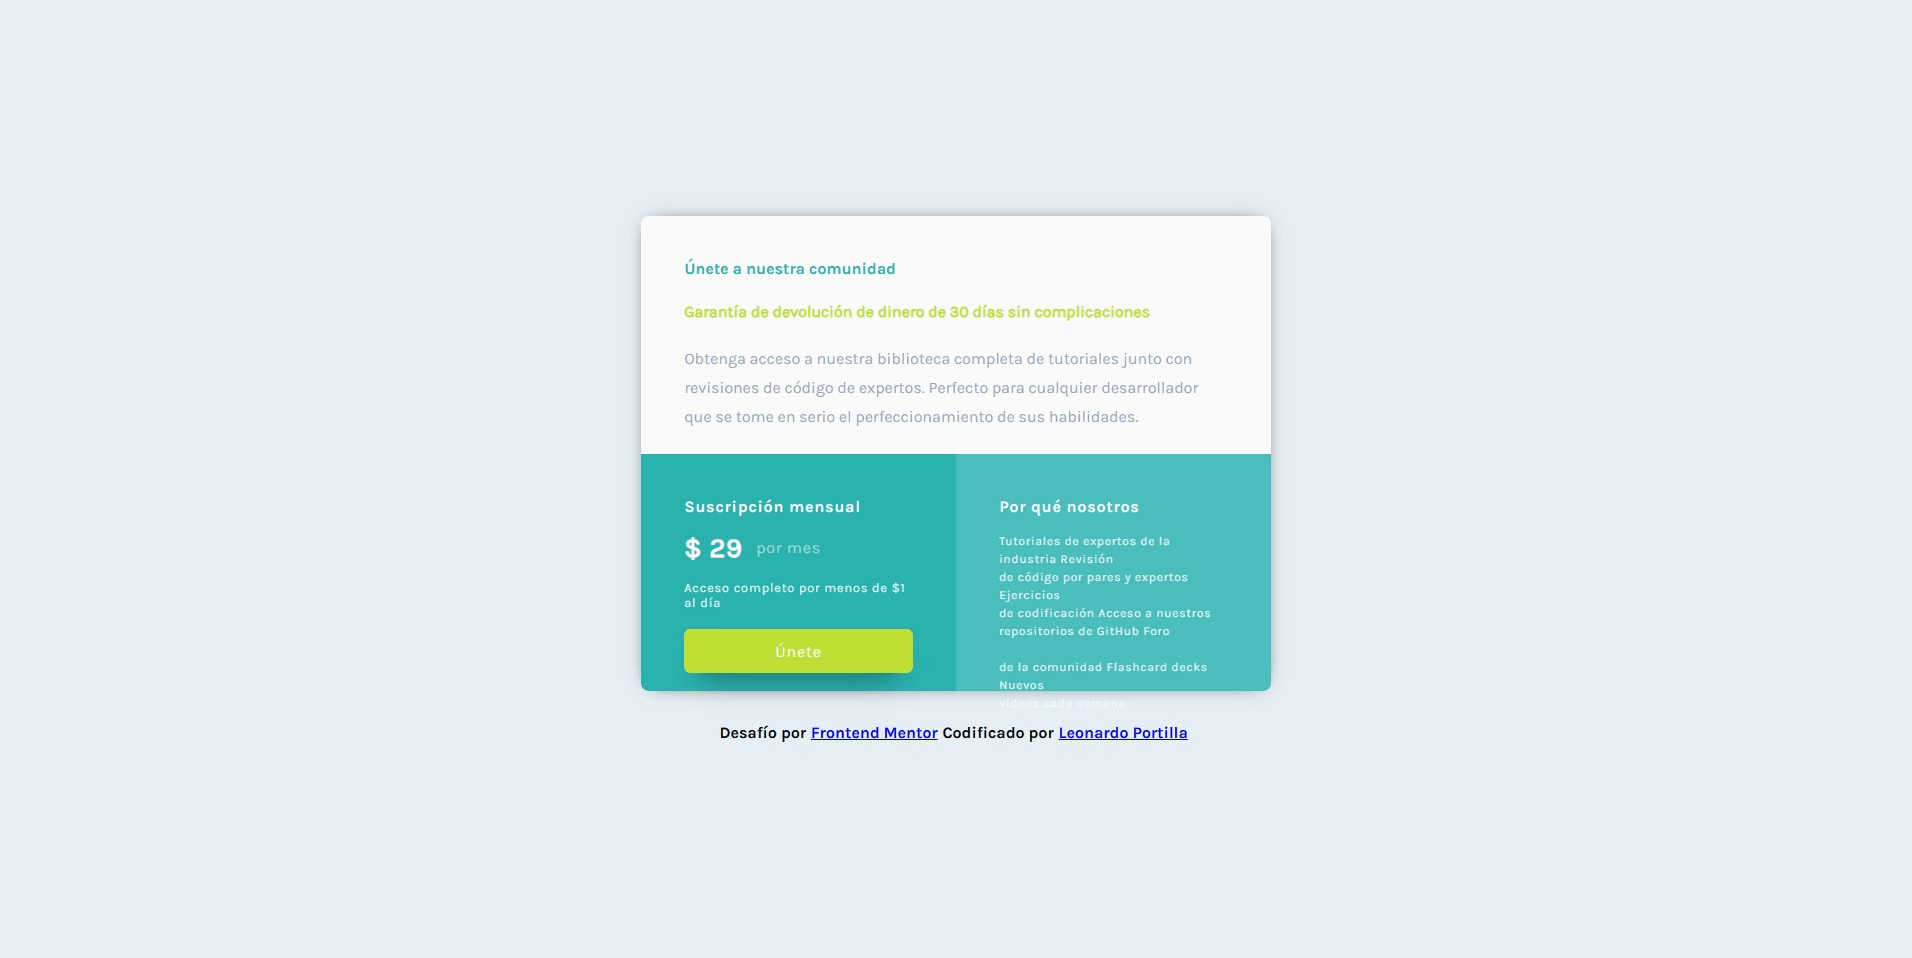 Únete a nuestra comunidad
Garantía de devolución de dinero de 30 días sin complicaciones
Obtenga acceso a nuestra biblioteca completa de tutoriales junto con
revisiones de código de expertos. Perfecto para cualquier desarrollador
que se tome en serio el perfeccionamiento de sus habilidades.
Suscripción mensual
$ 29 por mes
Acceso completo por menos de $1
al día
Únete
Por qué nosotros
Tutoriales de expertos de la
industria Revisión
de código por pares y expertos
Ejercicios
de codificación Acceso a nuestros
repositorios de GitHub Foro
de la comunidad Flashcard decks
Nuevos
videos cada semana
Desafío por Frontend Mentor Codificado por Leonardo Portilla